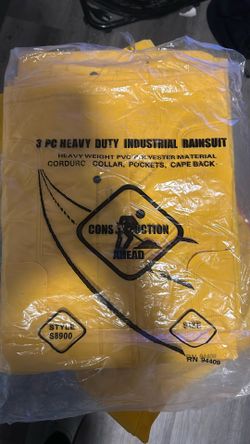 3 PC HEAVY DUTY INDUSTRIAL RAINSUIT
HEAVY WEIGHT PVC/POLYESTER MATERIAL
CORDURO COLLAR, POCKETS, CAPE BACK
CONSTRUCTION
AHEAD
STYLE
S8900
SIZE
RN 94409